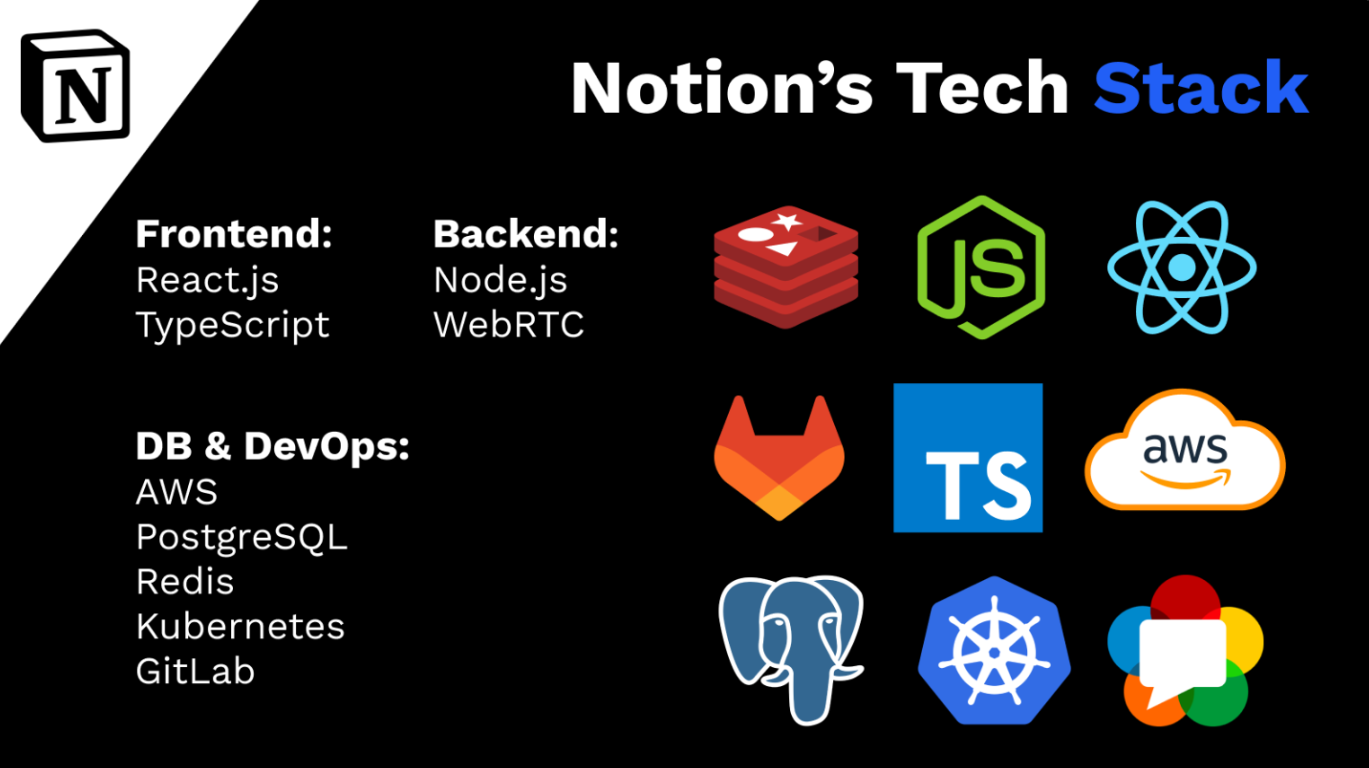 N
Notion’s Tech Stack
Frontend:
React.js
TypeScript
Backend:
Node.js
WebRTC
DB & DevOps:
AWS
PostgreSQL
Redis
Kubernetes
GitLab
JS
TS
aws